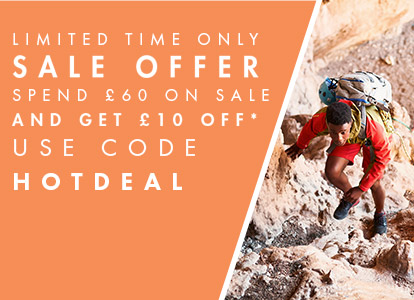 LIMITED TIME ONLY
SALE OFFER
SPEND £60 ON SALE
AND GET £10 OFF*
USE CODE
HOTDEAL